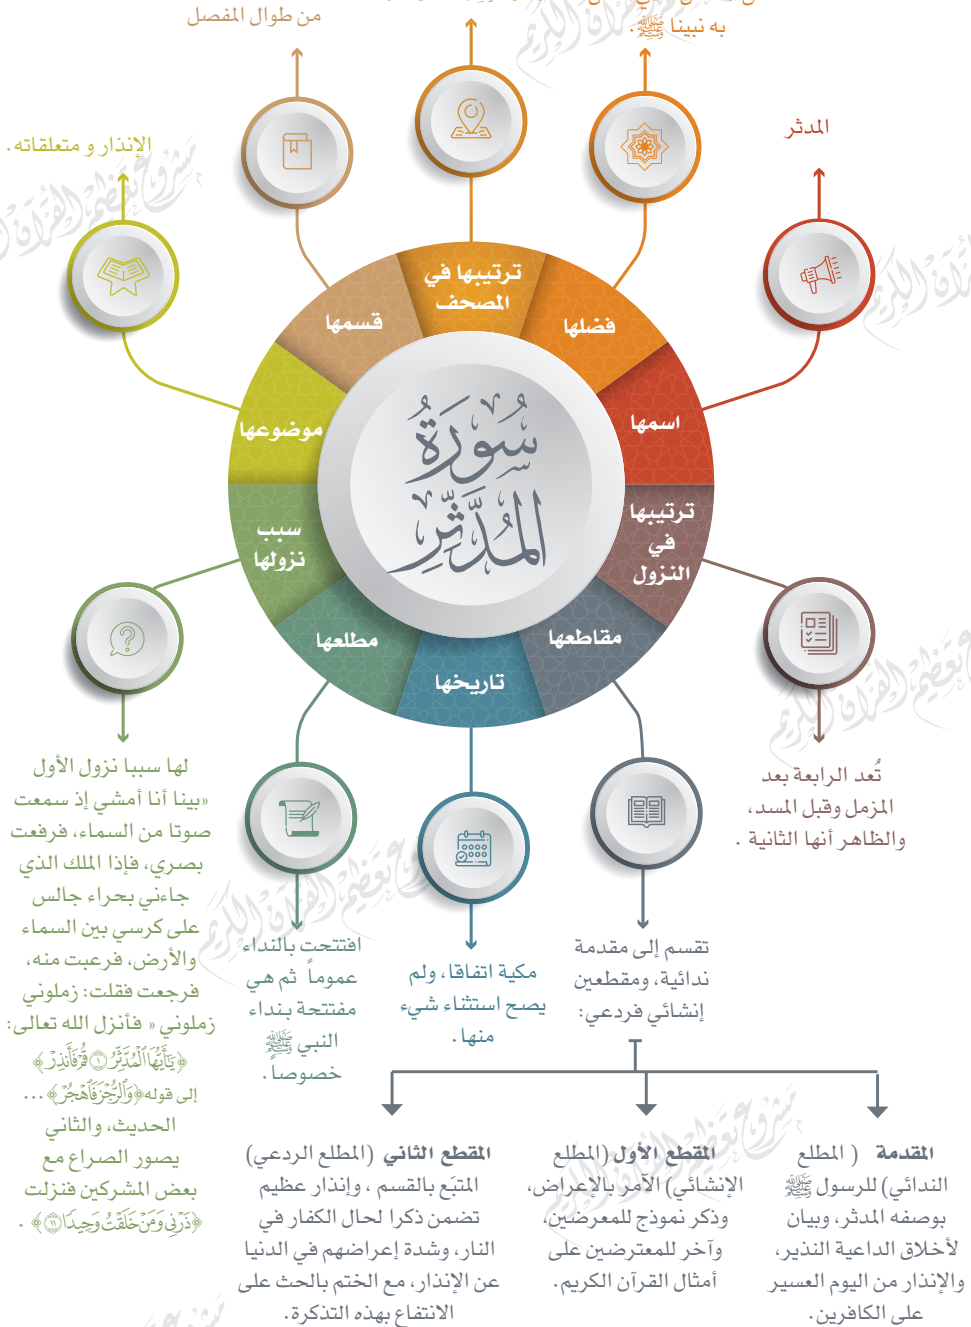 من طوال المفصل
به نبينا ﷺ.
المدثر
الإنذار و متعلقاته.
ترتيبها في
المصحف
فضلها
قسمها
اسمها
موضوعها
سُورَةُ
المُدَّثِّرِ
ترتيبها
في
النزول
سبب
نزولها
مقاطعها
مطلعها
تاريخها
تُعد الرابعة بعد
المزمل وقبل المسد،
والظاهر أنها الثانية .
تقسم إلى مقدمة
ندائية، ومقطعين
إنشائي فردعي:
مكية اتفاقا، ولم
يصح استثناء شيء
منها.
افتتحت بالنداء
عموماً ثم هي
مفتتحة بنداء
النبي ﷺ
خصوصاً.
لها سببا نزول الأول
«بينا أنا أمشي إذ سمعت
صوتا من السماء، فرفعت
بصري، فإذا الملك الذي
جاءني بحراء جالس
على كرسي بين السماء
والأرض، فرعبت منه،
فرجعت فقلت: زملوني
زملوني « فأنزل الله تعالى:
﴿يَٰٓأَيُّهَا ٱلۡمُدَّثِّرُ ۝١ قُمۡ فَأَنذِرۡ﴾
إلى قوله﴿وَٱلرُّجۡزَ فَٱهۡجُرۡ﴾...
الحديث، والثاني
يصور الصراع مع
بعض المشركين فنزلت
﴿ذَرۡنِي وَمَنۡ خَلَقۡتُ وَحِيدٗا ۝١١﴾ .
المقدمة ( المطلع
الندائي) للرسول ﷺ
بوصفه المدثر، وبيان
لأخلاق الداعية النذير،
والإنذار من اليوم العسير
على الكافرين.
المقطع الأول (المطلع
الإنشائي) الآمر بالإعراض،
وذكر نموذج للمعرضين،
وآخر للمعترضين على
أمثال القرآن الكريم.
المقطع الثاني (المطلع الردعي)
المتبَع بالقسم ، وإنذار عظيم
تضمن ذكرا لحال الكفار في
النار، وشدة إعراضهم في الدنيا
عن الإنذار، مع الختم بالحث على
الانتفاع بهذه التذكرة.
مشروع تعظيم القرآن الكريم